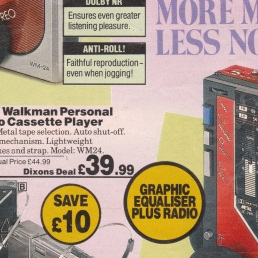 DOLBY NR
Ensures even greater
listening pleasure.
ANTI-ROLL!
Faithful reproduction-
even when jogging!
WM-24
MORE M
LESS NO
Walkman Personal
o Cassette Player
Metal tape selection. Auto shut-off.
mechanism. Lightweight
es and strap. Model: WM24.
ual Price £44.99
Dixons Deal £39.99
B
SAVE
£10
GRAPHIC
EQUALISER
PLUS RADIO